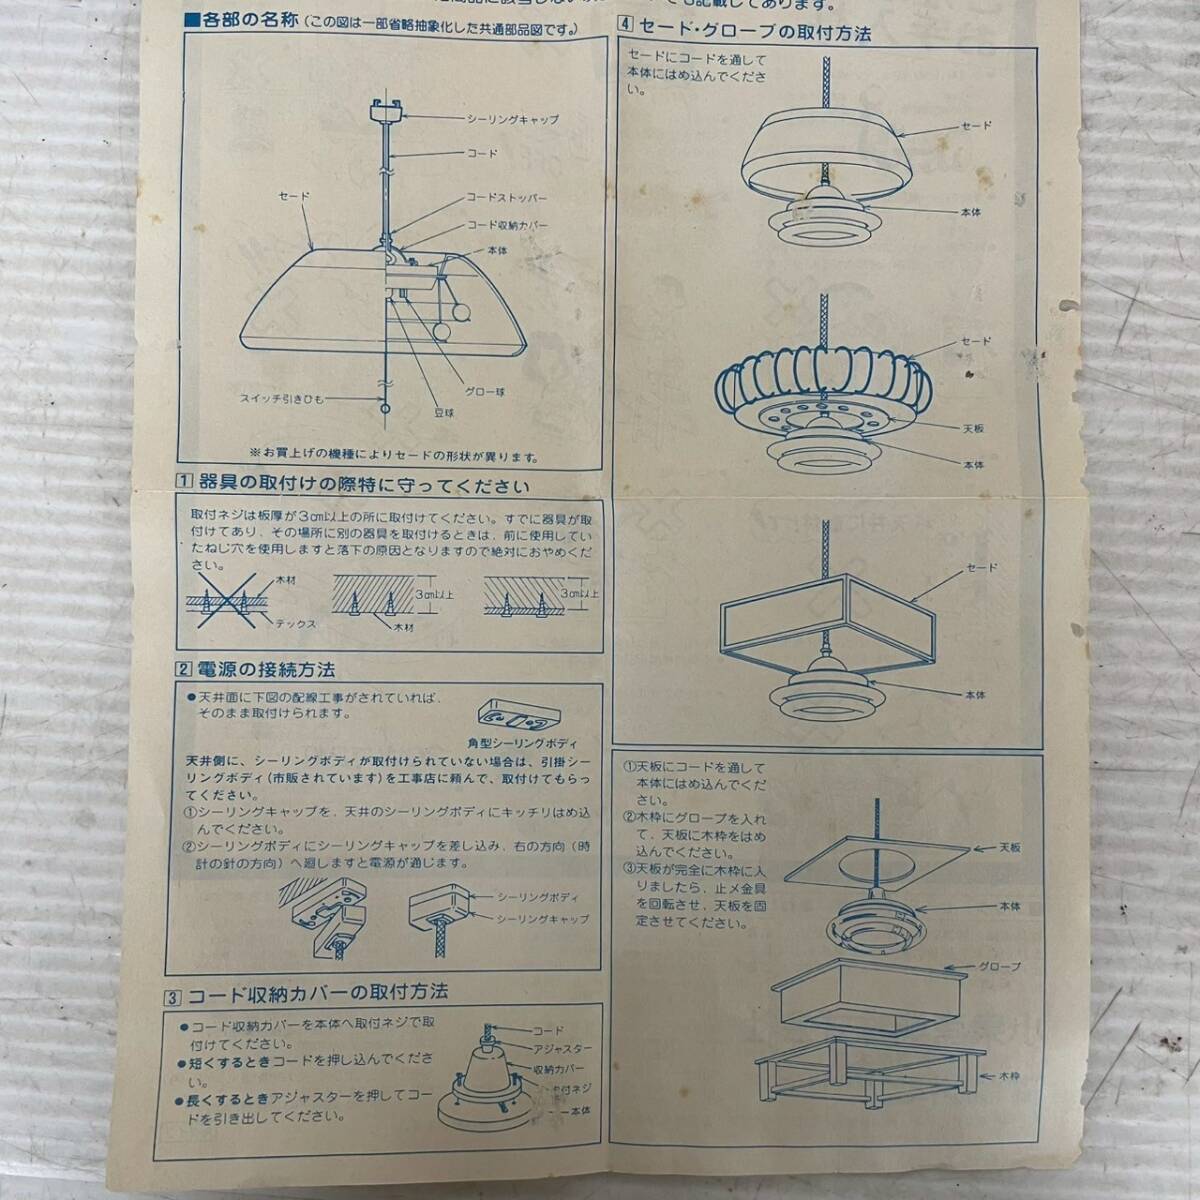 も記載してあります。
■各部の名称(この図は一部省略抽象化した共通部品図です。)
シーリングキャップ
コード
コードストッパー
セード
コード収納カバー
本体
グロー球
スイッチ引きひも
豆球
※お買上げの機種によりセードの形状が異ります。
1 器具の取付けの際特に守ってください
取付ネジは板厚が3cm以上の所に取付けてください。すでに器具が取
付けてあり、その場所に別の器具を取付けるときは、前に使用してい
たねじ穴を使用しますと落下の原因となりますので絶対におやめくだ
さい。
木材
テックス
3cm以上
木材
3cm以上
2 電源の接続方法
●天井面に下図の配線工事がされていれば、
そのまま取付けられます。
角型シーリングボディ
天井側に、シーリングボディが取付けられていない場合は、引掛シー
リングボディ(市販されています)を工事店に頼んで、取付けてもらっ
てください。
①シーリングキャップを、天井のシーリングボディにキッチリはめ込
んでください。
②シーリングボディにシーリングキャップを差し込み、右の方向(時
計の針の方向)へ廻しますと電源が通じます。
シーリングボディ
シーリングキャップ
3 コード収納カバーの取付方法
●コード収納カバーを本体へ取付ネジで取
付けてください。
●短くするときコードを押し込んでくださ
い。
●長くするときアジャスターを押してコー
ドを引き出してください。
コード
アジャスター
収納カバー
付ネジ
本体
4 セード・グローブの取付方法
セードにコードを通して
本体にはめ込んでくださ
い。
セード
本体
セード
天板
本体
セード
本体
①天板にコードを通して
本体にはめ込んでくだ
さい。
②木枠にグローブを入れ
て、天板に木枠をはめ
込んでください。
③天板が完全に木枠に入
りましたら、止メ金具
を回転させ、天板を固
定させてください。
天板
本体
グローブ
木枠